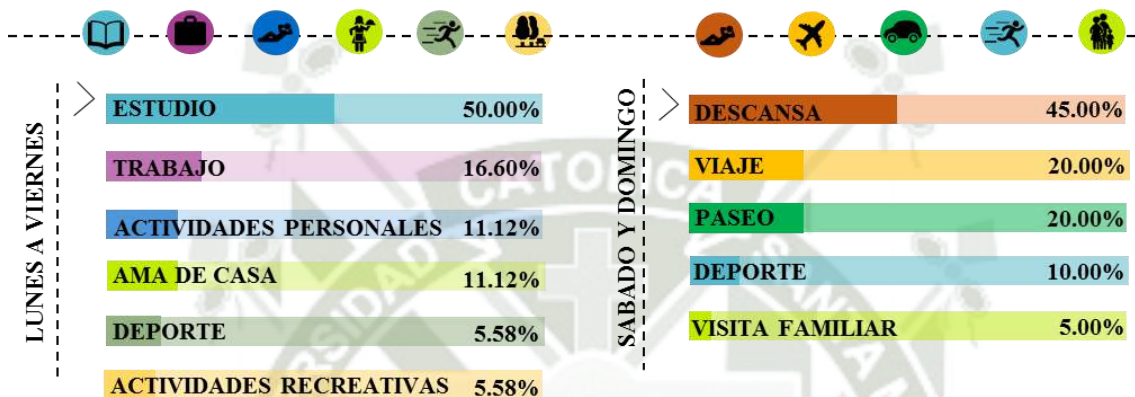 LUNES A VIERNES
ESTUDIO 50.00%
TRABAJO 16.60%
ACTIVIDADES PERSONALES 11.12%
AMA DE CASA 11.12%
DEPORTE 5.58%
ACTIVIDADES RECREATIVAS 5.58%
SABADO Y DOMINGO
DESCANSA 45.00%
VIAJE 20.00%
PASEO 20.00%
DEPORTE 10.00%
VISITA FAMILIAR 5.00%
CATOLICA